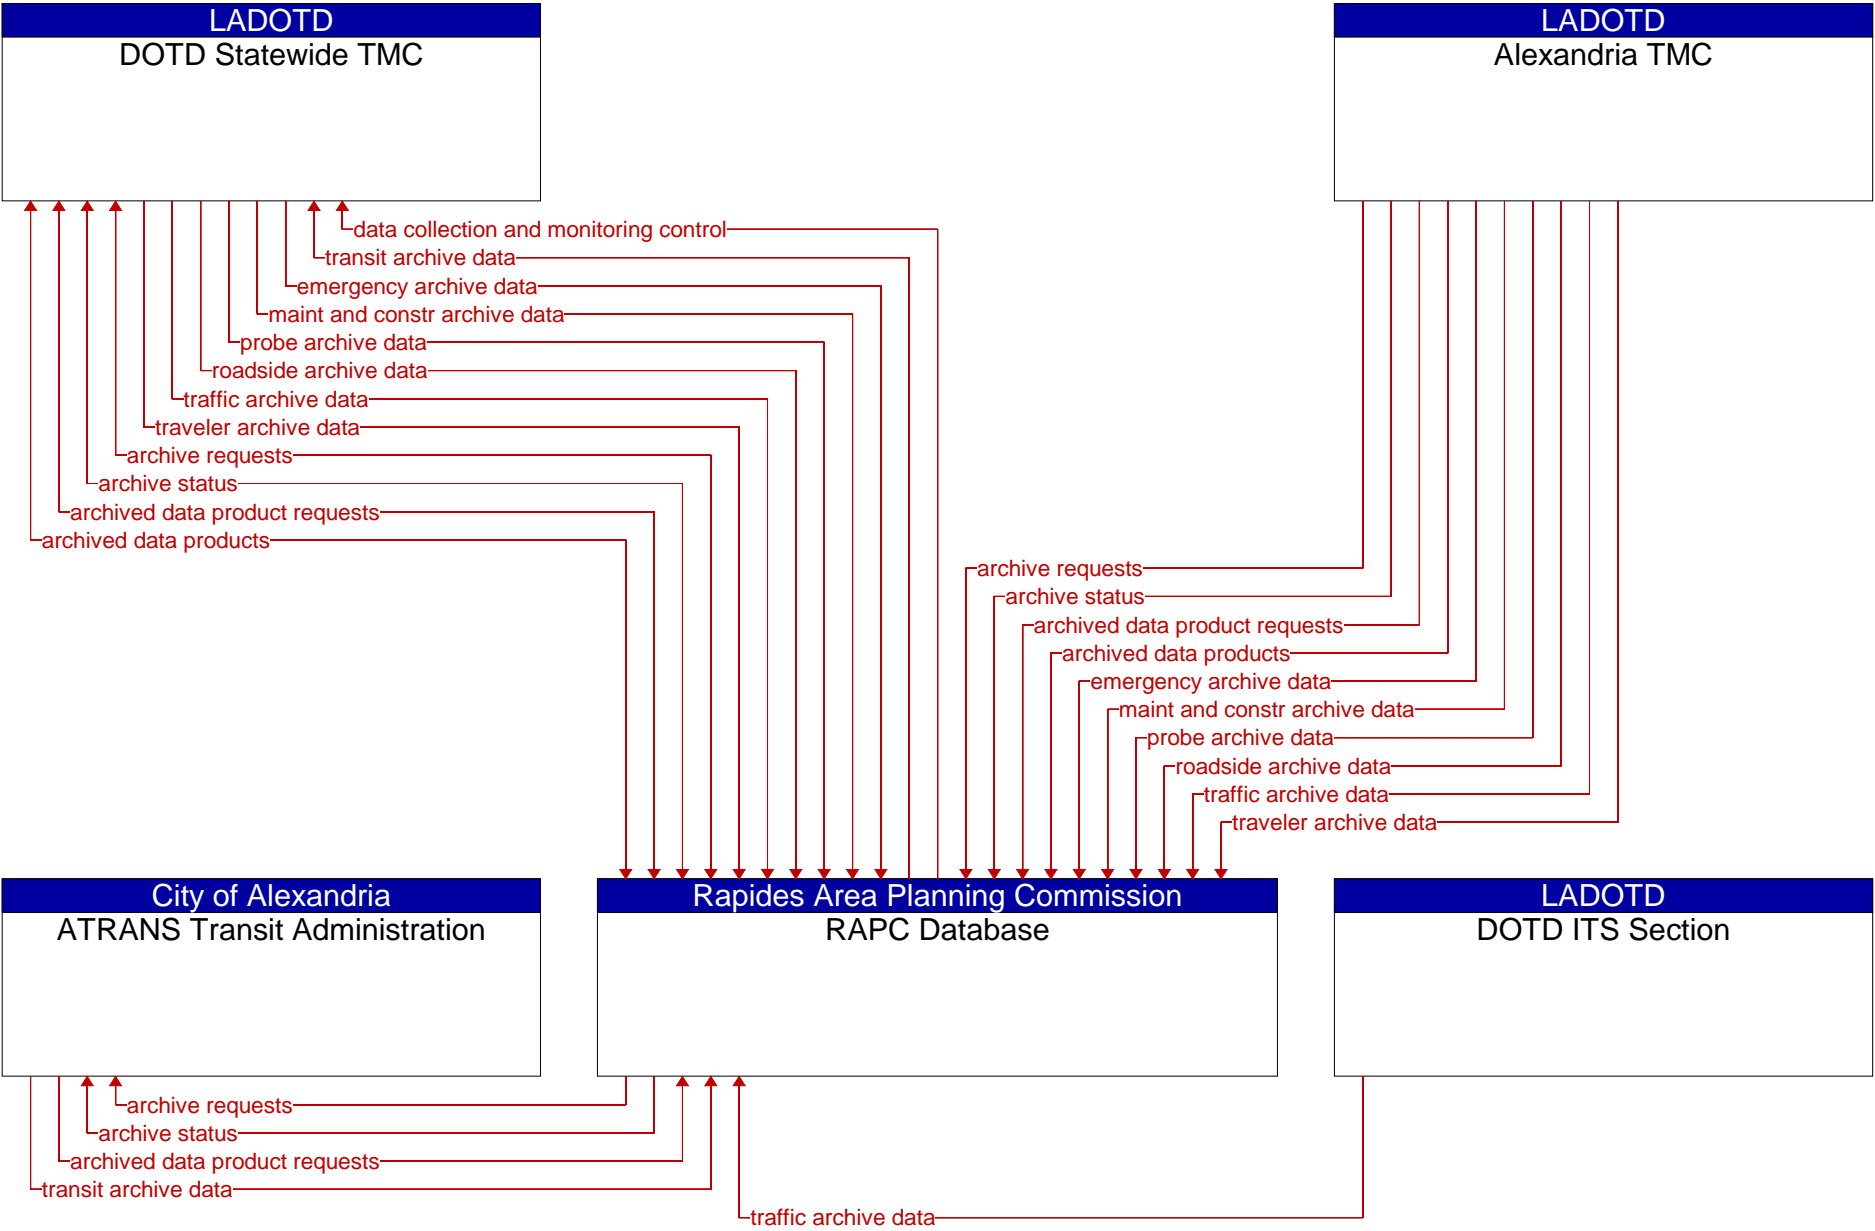 LADOTD
DOTD Statewide TMC
LADOTD
Alexandria TMC
data collection and monitoring control
transit archive data
emergency archive data
maint and constr archive data
probe archive data
roadside archive data
traffic archive data
traveler archive data
archive requests
archive status
archived data product requests
archived data products
archive requests
archive status
archived data product requests
archived data products
emergency archive data
maint and constr archive data
probe archive data
roadside archive data
traffic archive data
traveler archive data
City of Alexandria
ATRANS Transit Administration
Rapides Area Planning Commission
RAPC Database
LADOTD
DOTD ITS Section
archive requests
archive status
archived data product requests
transit archive data
traffic archive data